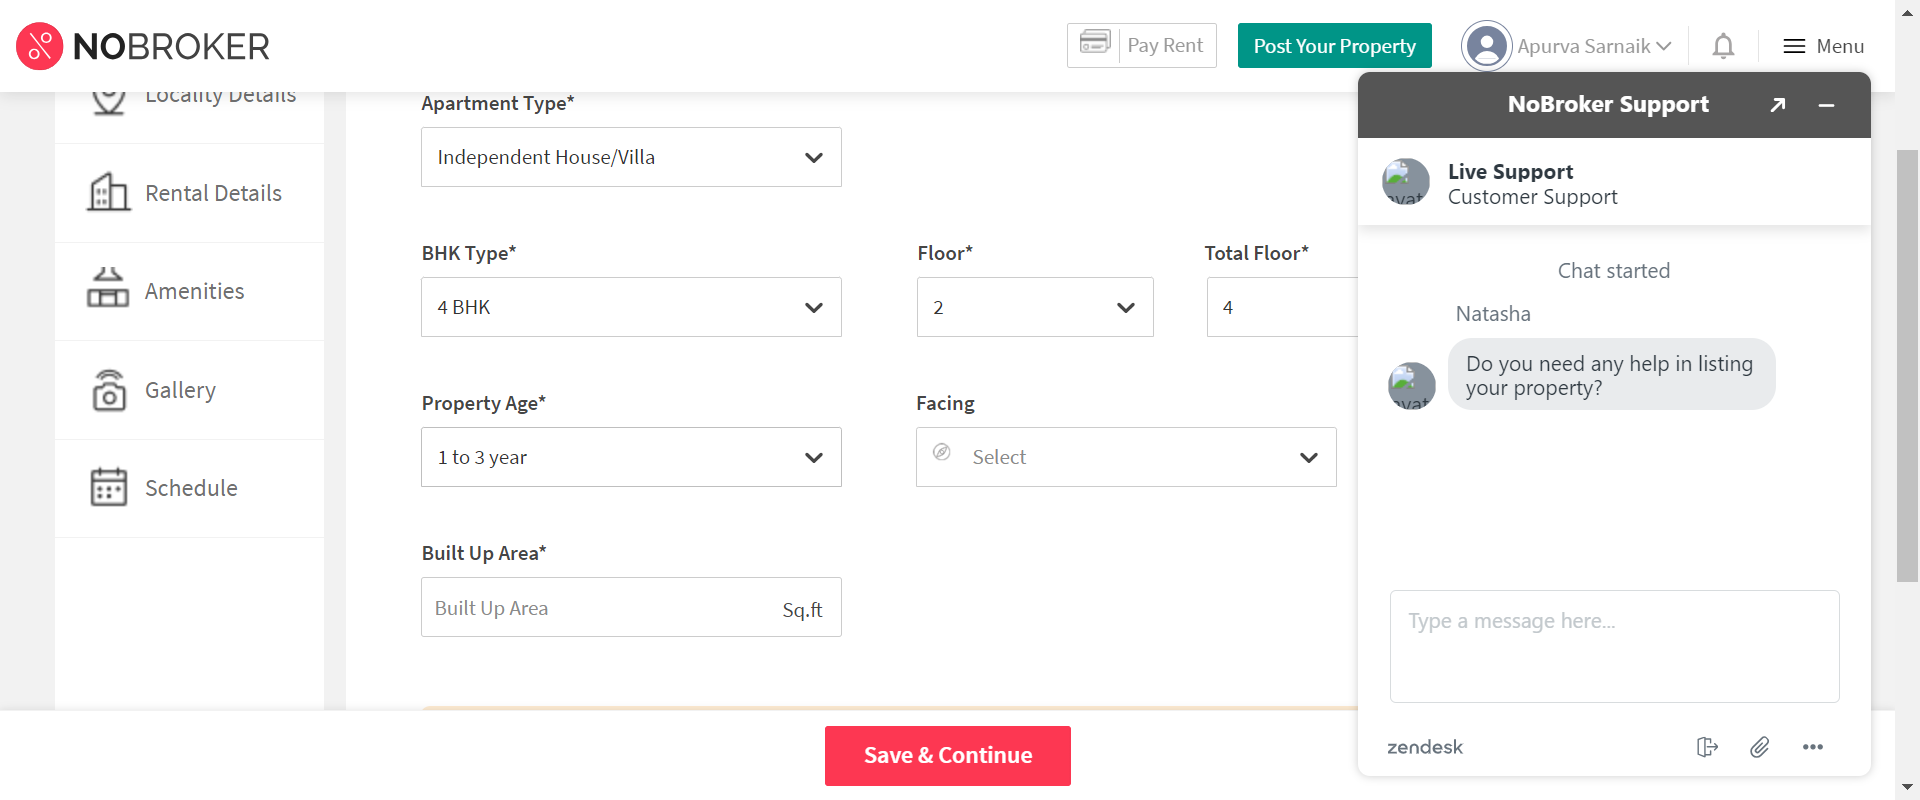 NOBROKER
Pay Rent
Post Your Property
Apurva Sarnaik
Menu
Locality Details
Rental Details
Amenities
Gallery
Schedule
Apartment Type*
Independent House/Villa
BHK Type*
Floor*
Total Floor*
4 BHK
2
4
Property Age*
Facing
1 to 3 year
Select
Built Up Area*
Built Up Area
Sq.ft
Save & Continue
NoBroker Support
Live Support
Customer Support
Chat started
Natasha
Do you need any help in listing
your property?
Type a message here...
zendesk